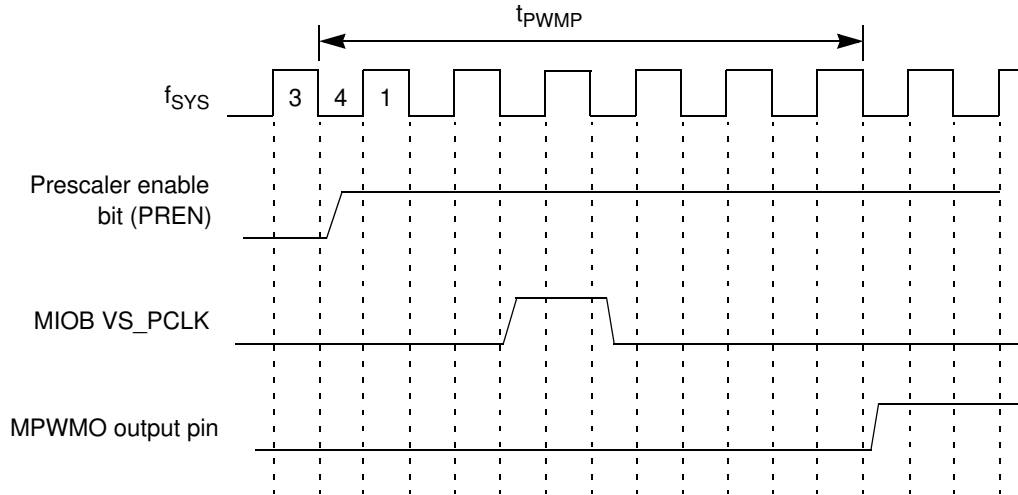 tPWMP
fSYS
3 4 1
Prescaler enable
bit (PREN)
MIOB VS_PCLK
MPWMO output pin